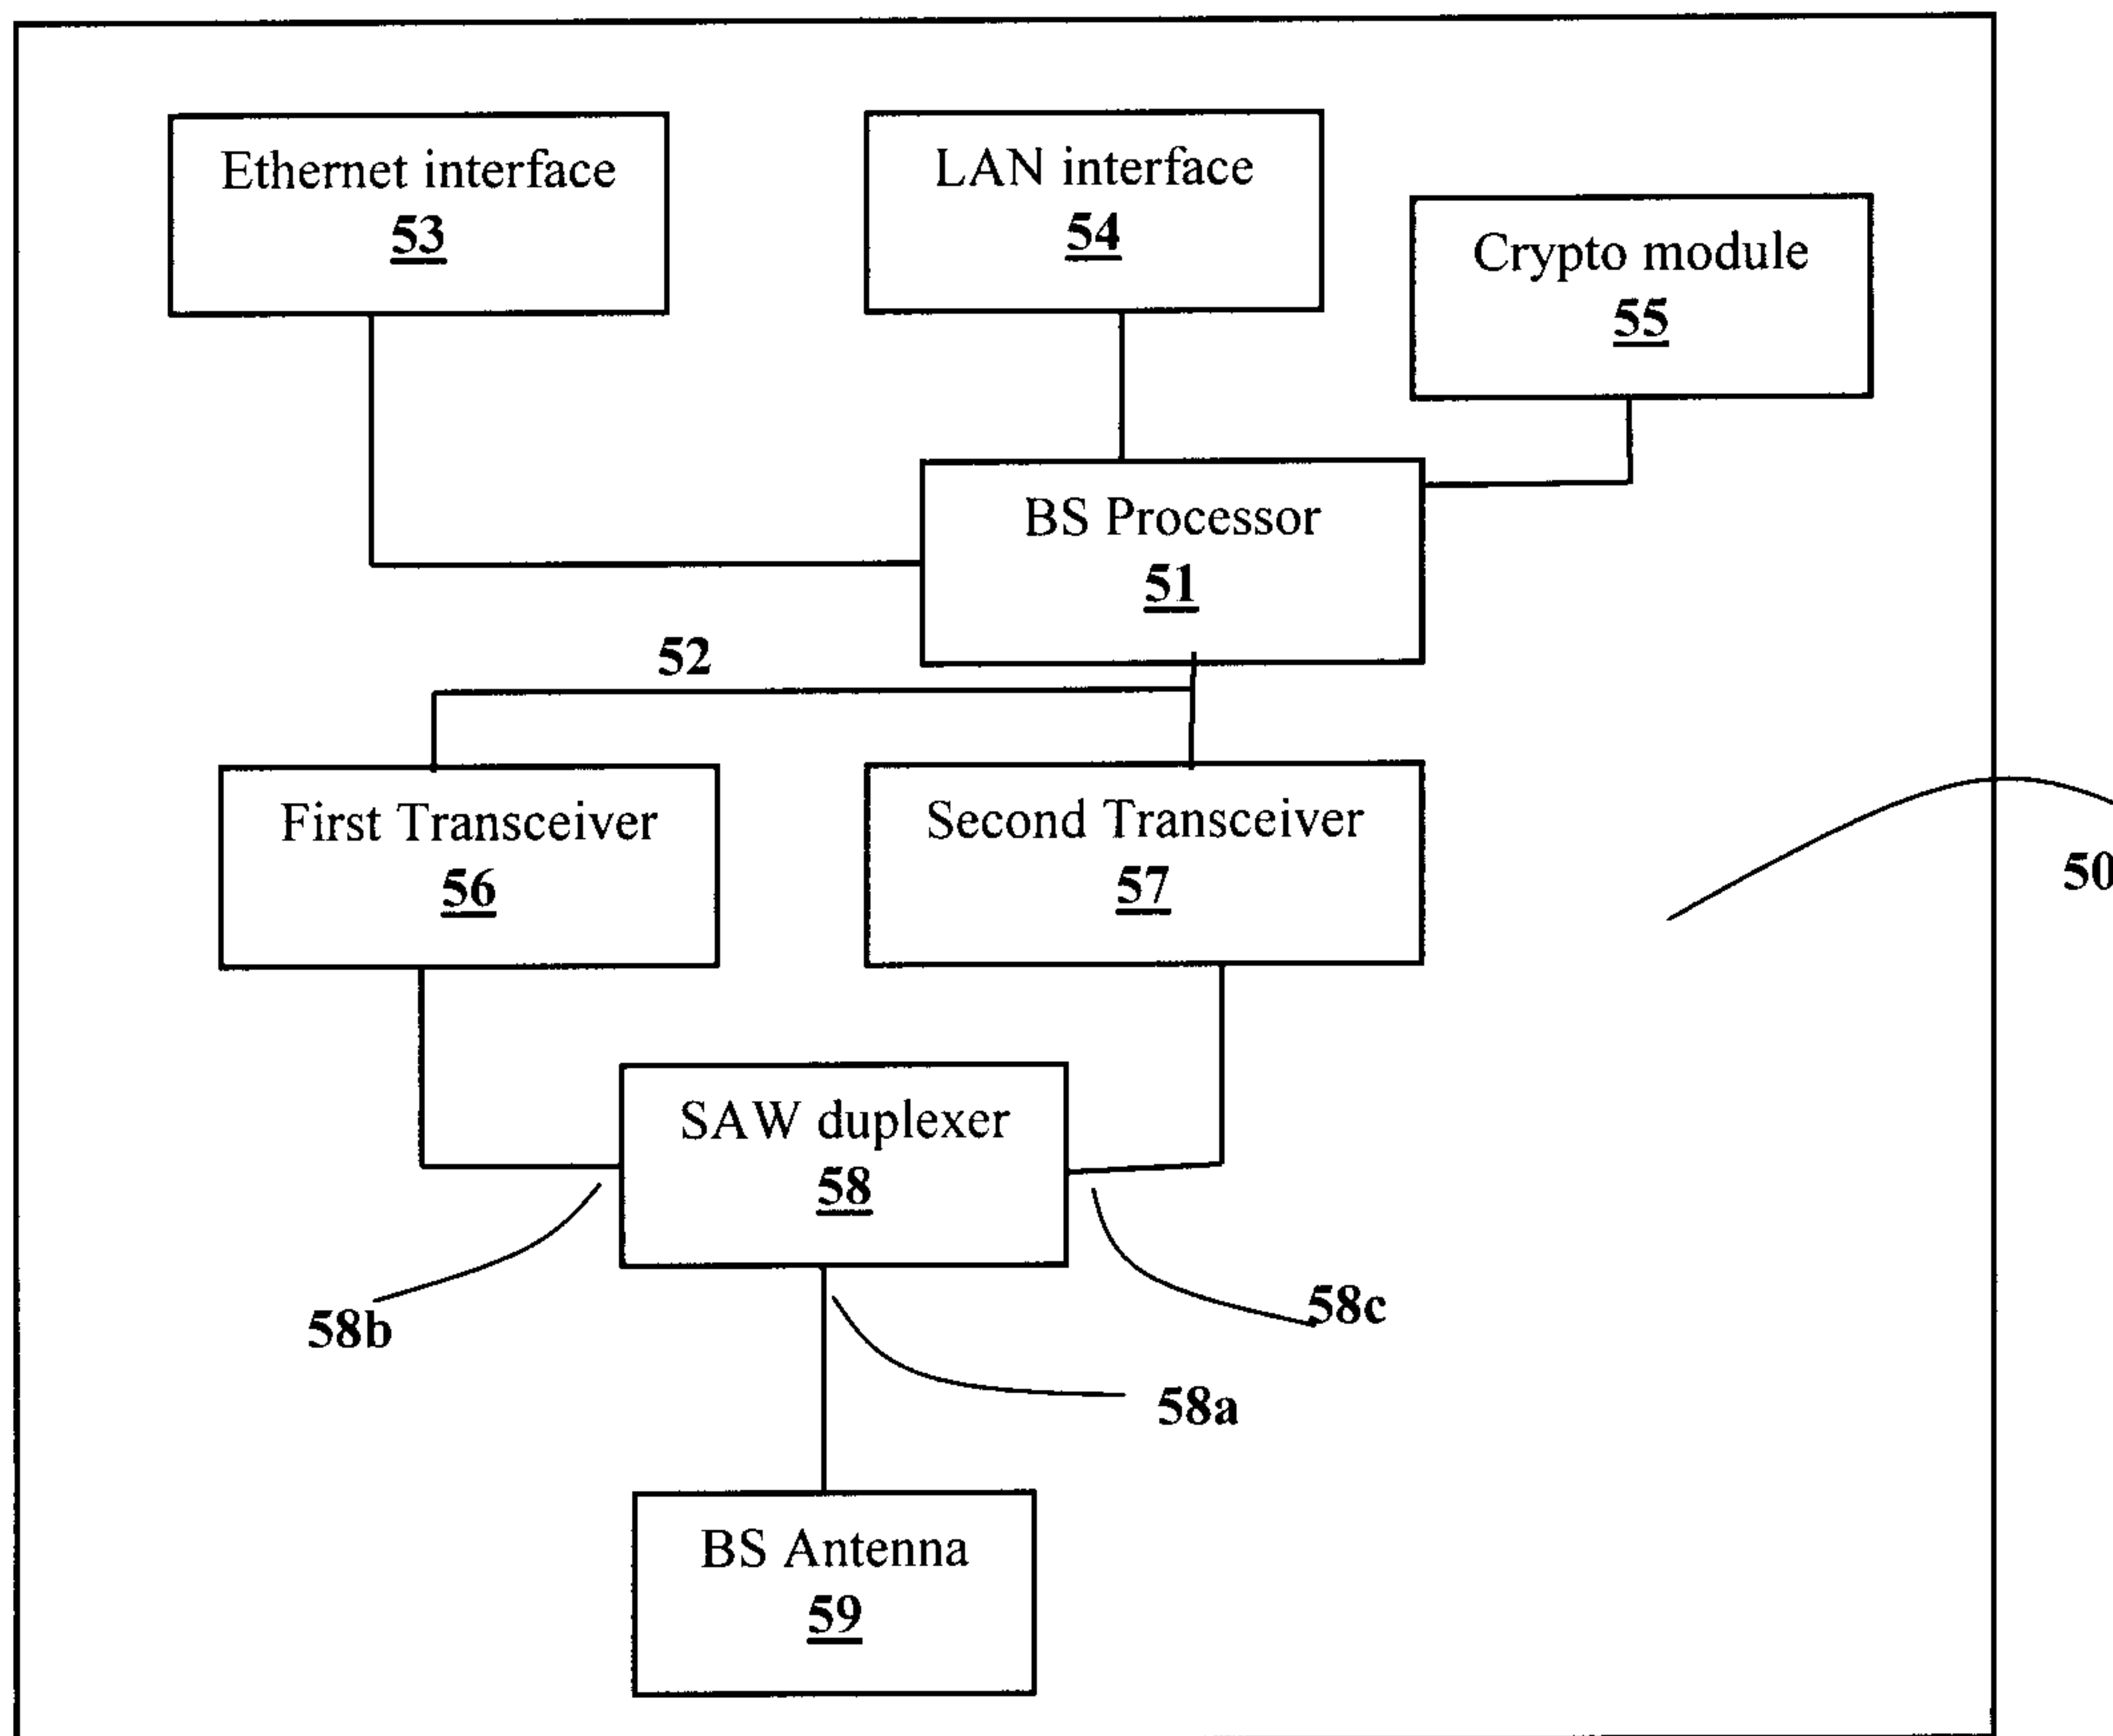 Ethernet interface
53
LAN interface
54
Crypto module
55
BS Processor
51
52
First Transceiver
56
Second Transceiver
57
50
SAW duplexer
58
58b
58c
58a
BS Antenna
59